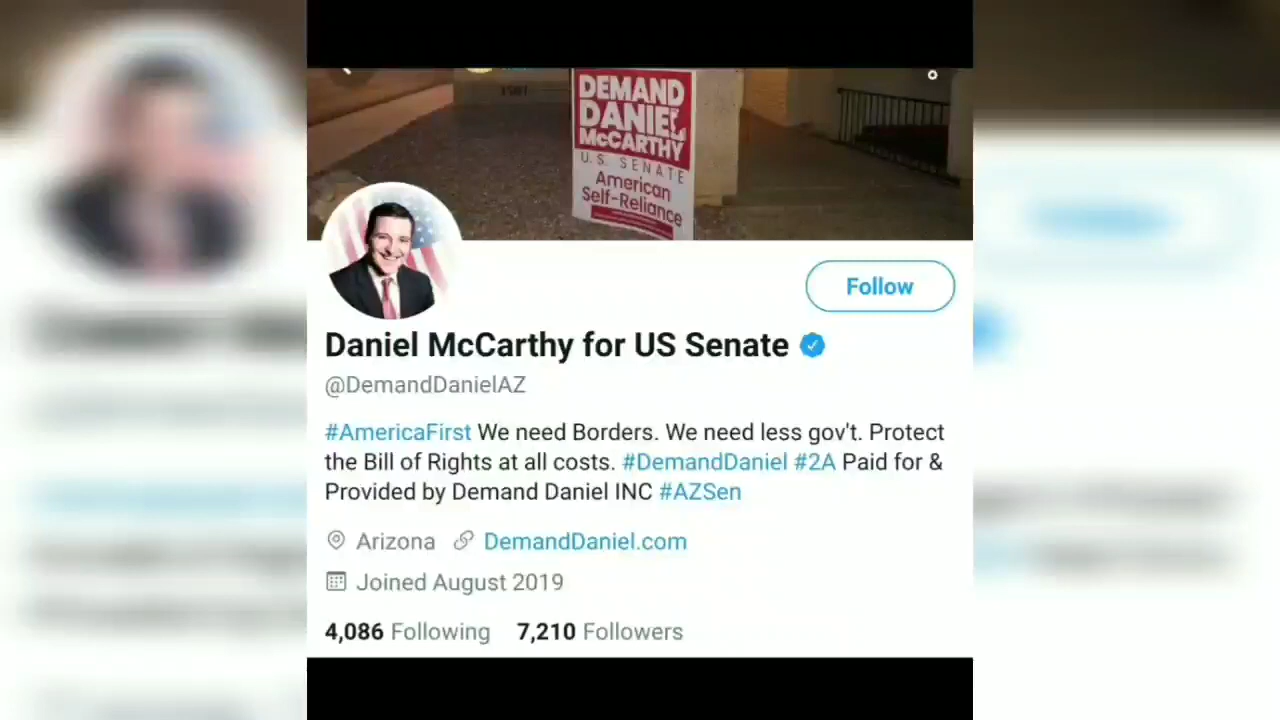 DEMAND
DANIEL
McCARTHY
U.S. SENATE
American
Self-Reliance
Follow
Daniel McCarthy for US Senate
@DemandDanielAZ
#AmericaFirst We need Borders. We need less gov't. Protect
the Bill of Rights at all costs. #DemandDaniel #2A Paid for &
Provided by Demand Daniel INC #AZSen
Arizona DemandDaniel.com
Joined August 2019
4,086 Following 7,210 Followers